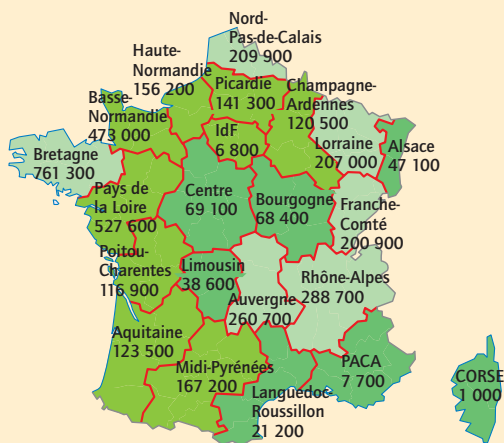 Nord-
Pas-de-Calais
209 900
Haute-
Normandie
156 200
Picardie
141 300
Champagne-
Ardennes
120 500
Basse-
Normandie
473 000
IdF
6 800
Lorraine
207 000
Alsace
47 100
Bretagne
761 300
Pays de
la Loire
527 600
Centre
69 100
Bourgogne
68 400
Franche-
Comté
200 900
Poitou-
Charentes
116 900
Limousin
38 600
Auvergne
260 700
Rhône-Alpes
288 700
Aquitaine
123 500
Midi-Pyrénées
167 200
Languedoc-
Roussillon
21 200
PACA
7 700
CORSE
1 000